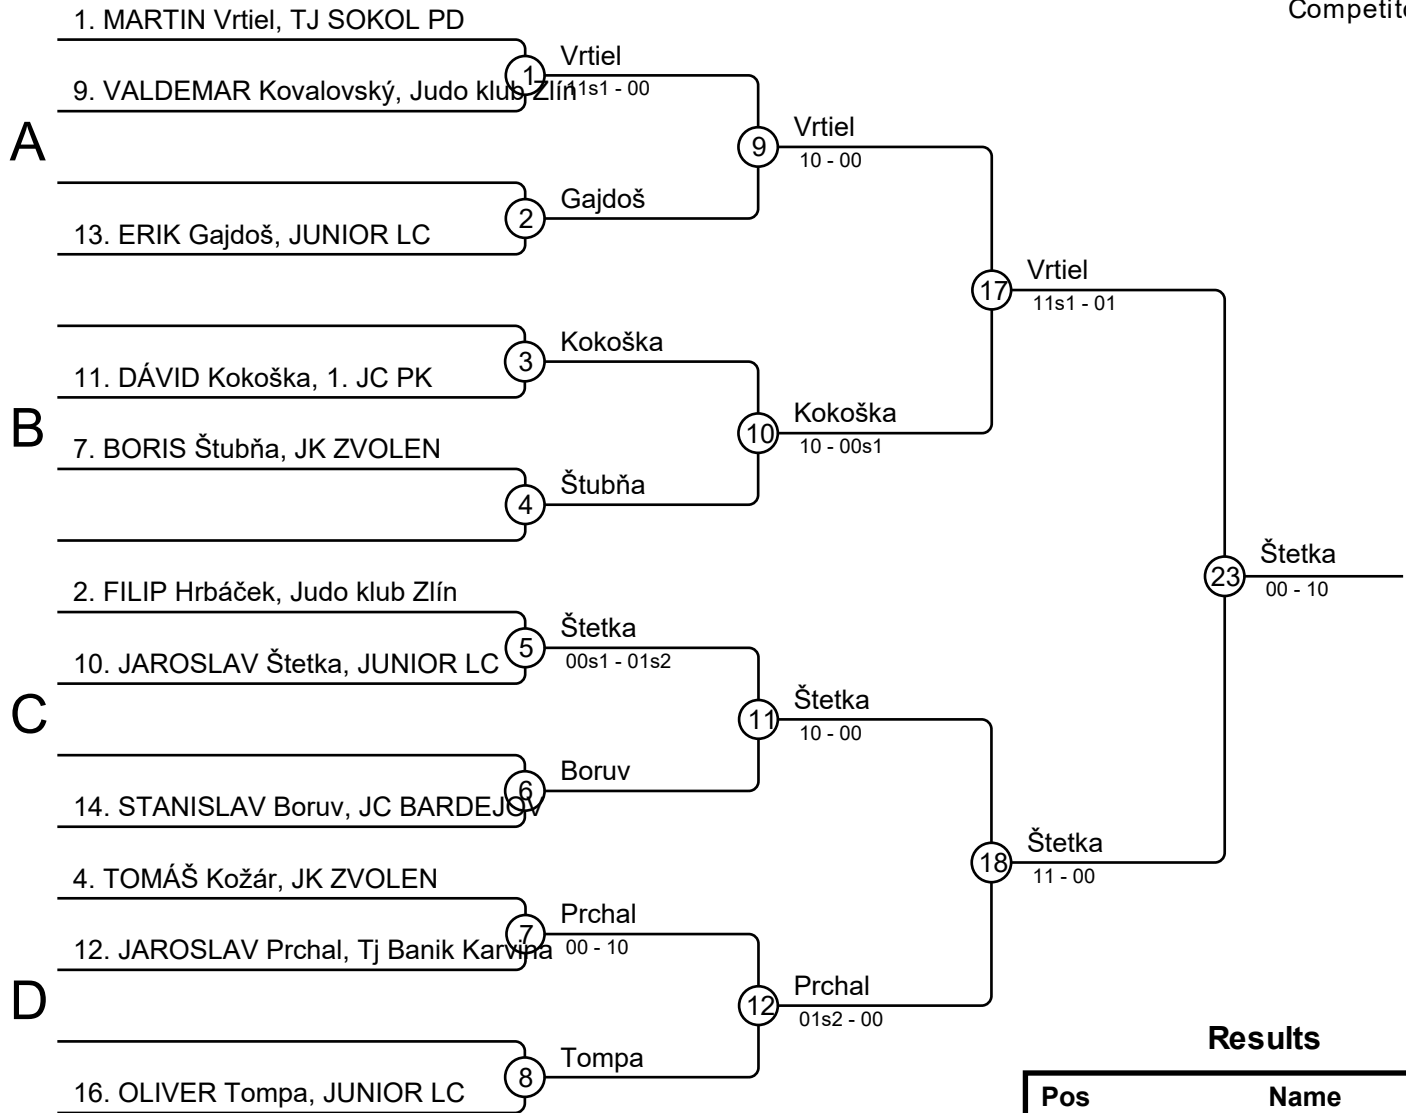 Competit
1. MARTIN Vrtiel, TJ SOKOL PD
Vrtiel
1
9. VALDEMAR Kovalovský, Judo klub Zlín
11s1 - 00
A
Vrtiel
9
10 - 00
Gajdoš
2
13. ERIK Gajdoš, JUNIOR LC
Vrtiel
17
11s1 - 01
Kokoška
3
11. DÁVID Kokoška, 1. JC PK
B
Kokoška
10
10 - 00s1
7. BORIS Štubňa, JK ZVOLEN
Štubňa
4
Štetka
23
00 - 10
2. FILIP Hrbáček, Judo klub Zlín
Štetka
5
00s1 - 01s2
10. JAROSLAV Štetka, JUNIOR LC
C
Štetka
11
10 - 00
Boruv
6
14. STANISLAV Boruv, JC BARDEJOV
Štetka
18
11 - 00
4. TOMÁŠ Kožár, JK ZVOLEN
Prchal
7
00 - 10
12. JAROSLAV Prchal, Tj Banik Karvina
D
Prchal
12
01s2 - 00
Tompa
8
16. OLIVER Tompa, JUNIOR LC
Results
Pos Name